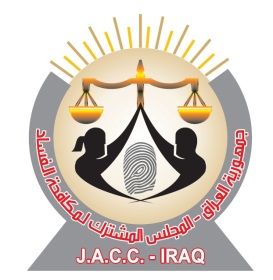 جمهورية العراق - المجلس المشترك لمكافحة الفساد
J.A.C.C. - IRAQ